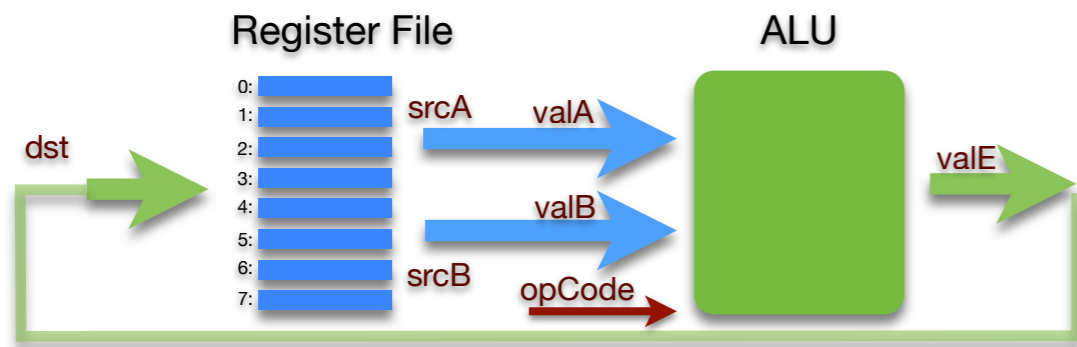 Register File
ALU
0:
1:
2:
3:
4:
5:
6:
7:
dst
srcA
valA
valB
srcB
opCode
valE